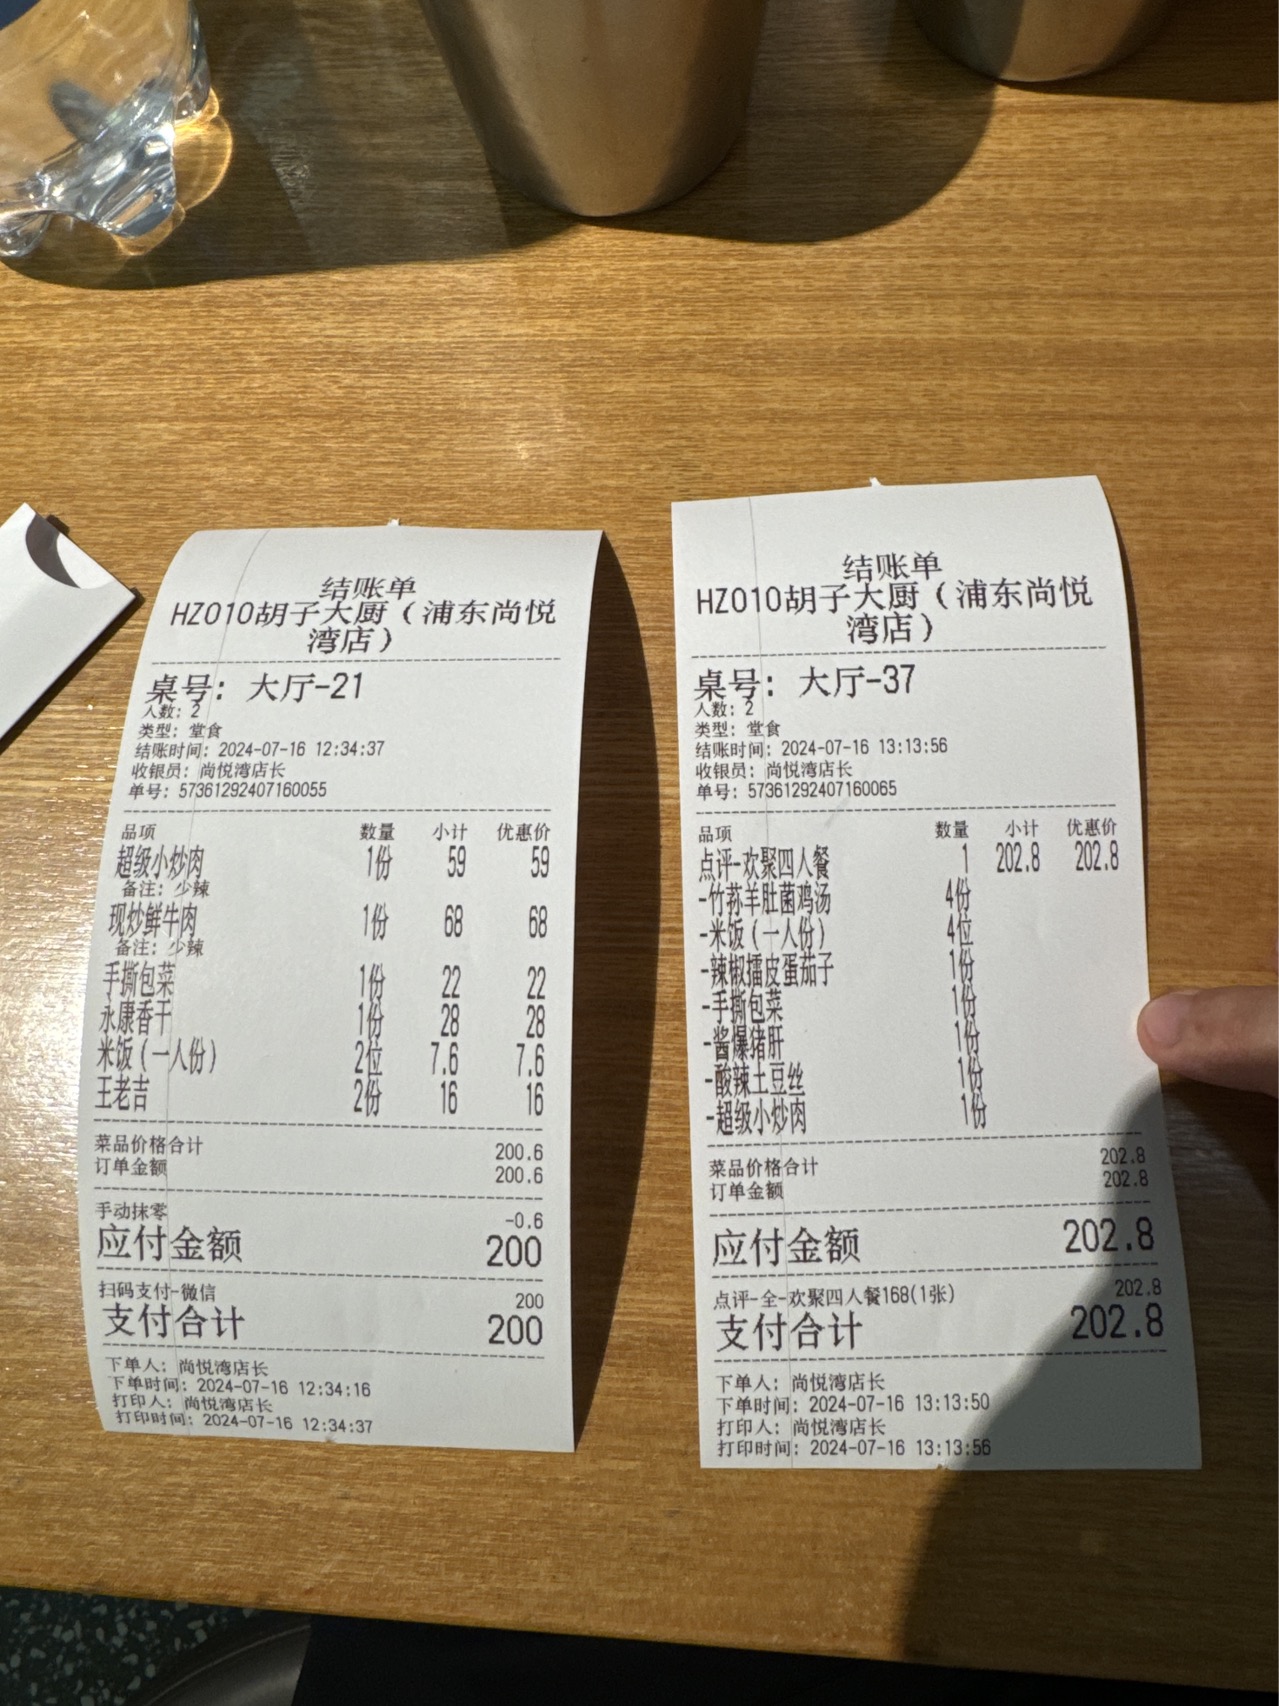 结账单
HZ010胡子大厨（浦东尚悦
湾店）
桌号：大厅-21
人数：2
类型：堂食
结账时间：2024-07-16 12:34:37
收银员：尚悦湾店长
单号：57361292407160055
品项 数量 小计 优惠价
超级小炒肉 1份 59 59
备注：少辣
现炒鲜牛肉 1份 68 68
备注：少辣
手撕包菜 1份 22 22
永康香干 1份 28 28
米饭（一人份） 2位 7.6 7.6
王老吉 2份 16 16
菜品价格合计 200.6
订单金额 200.6
手动抹零 -0.6
应付金额 200
扫码支付-微信 200
支付合计 200
下单人：尚悦湾店长
下单时间：2024-07-16 12:34:16
打印人：尚悦湾店长
打印时间：2024-07-16 12:34:37
结账单
HZ010胡子大厨（浦东尚悦
湾店）
桌号：大厅-37
人数：2
类型：堂食
结账时间：2024-07-16 13:13:56
收银员：尚悦湾店长
单号：57361292407160065
品项 数量 小计 优惠价
点评-欢聚四人餐 1 202.8 202.8
-竹荪羊肚菌鸡汤 4份
-米饭（一人份） 4位
-辣椒擂皮蛋茄子 1份
-手撕包菜 1份
-酱爆猪肝 1份
-酸辣土豆丝 1份
-超级小炒肉 1份
菜品价格合计 202.8
订单金额 202.8
应付金额 202.8
点评-全-欢聚四人餐168(1张) 202.8
支付合计 202.8
下单人：尚悦湾店长
下单时间：2024-07-16 13:13:50
打印人：尚悦湾店长
打印时间：2024-07-16 13:13:56